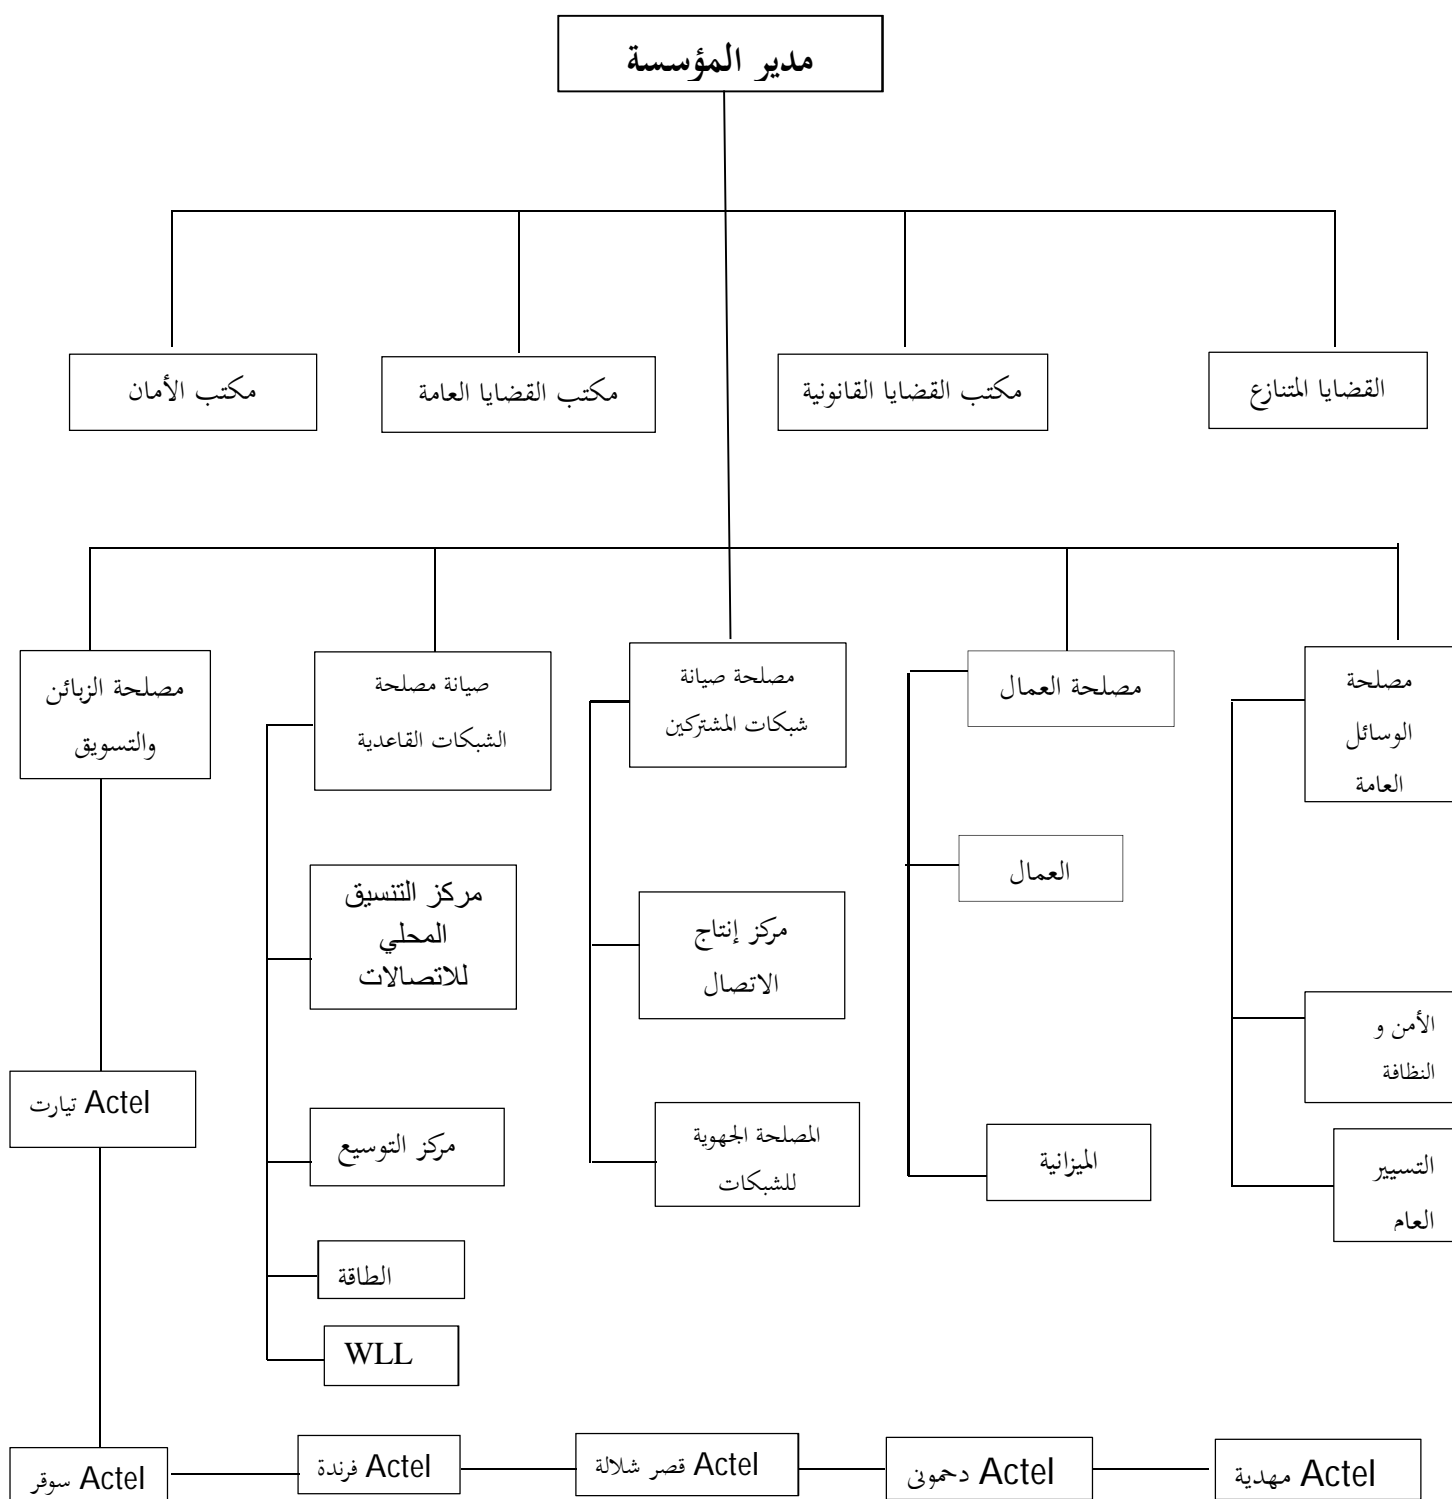 مدير المؤسسة
القضايا المتنازع
مكتب القضايا القانونية
مكتب القضايا العامة
مكتب الأمان
مصلحة
الوسائل
العامة
مصلحة العمال
مصلحة صيانة
شبكات المشتركين
صيانة مصلحة
الشبكات القاعدية
مصلحة الزبائن
والتسويق
العمال
مركز إنتاج
الاتصال
مركز التنسيق
المحلي
للاتصالات
الأمن و
النظافة
Actel تيارت
التسيير
العام
الميزانية
المصلحة الجهوية
للشبكات
مركز التوسيع
الطاقة
WLL
Actel مهدية
Actel دحمونى
Actel قصر شلالة
Actel فرندة
Actel سوقر